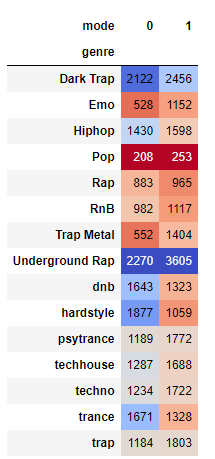 mode 0 1
genre
Dark Trap 2122 2456
Emo 528 1152
Hiphop 1430 1598
Pop 208 253
Rap 883 965
RnB 982 1117
Trap Metal 552 1404
Underground Rap 2270 3605
dnb 1643 1323
hardstyle 1877 1059
psytrance 1189 1772
techhouse 1287 1688
techno 1234 1722
trance 1671 1328
trap 1184 1803